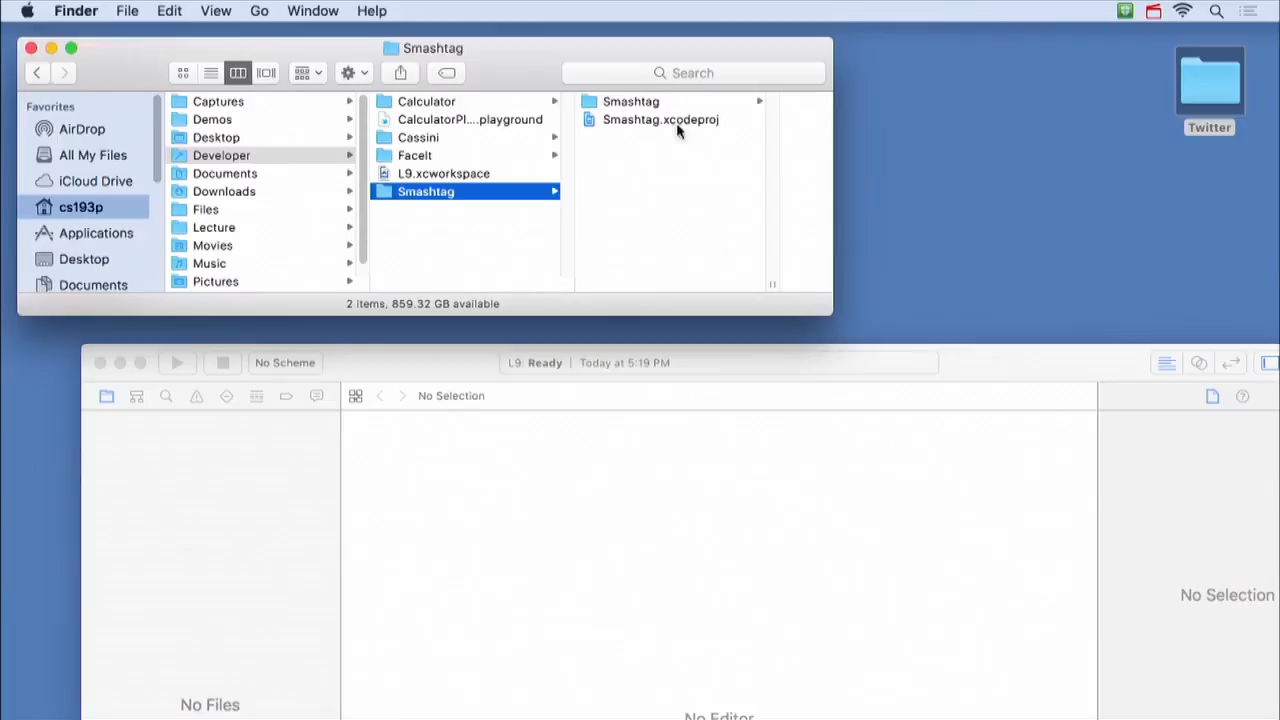 Finder File Edit View Go Window Help
Smashtag
Search
Twitter
Favorites
AirDrop
All My Files
iCloud Drive
cs193p
Applications
Desktop
Documents
Captures
Demos
Desktop
Developer
Documents
Downloads
Files
Lecture
Movies
Music
Pictures
Calculator
CalculatorPl....playground
Cassini
FaceIt
L9.xcworkspace
Smashtag
Smashtag
Smashtag.xcodeproj
2 items, 859.32 GB available
No Scheme
L9: Ready | Today at 5:19 PM
No Selection
No Selection
No Files
No Editor